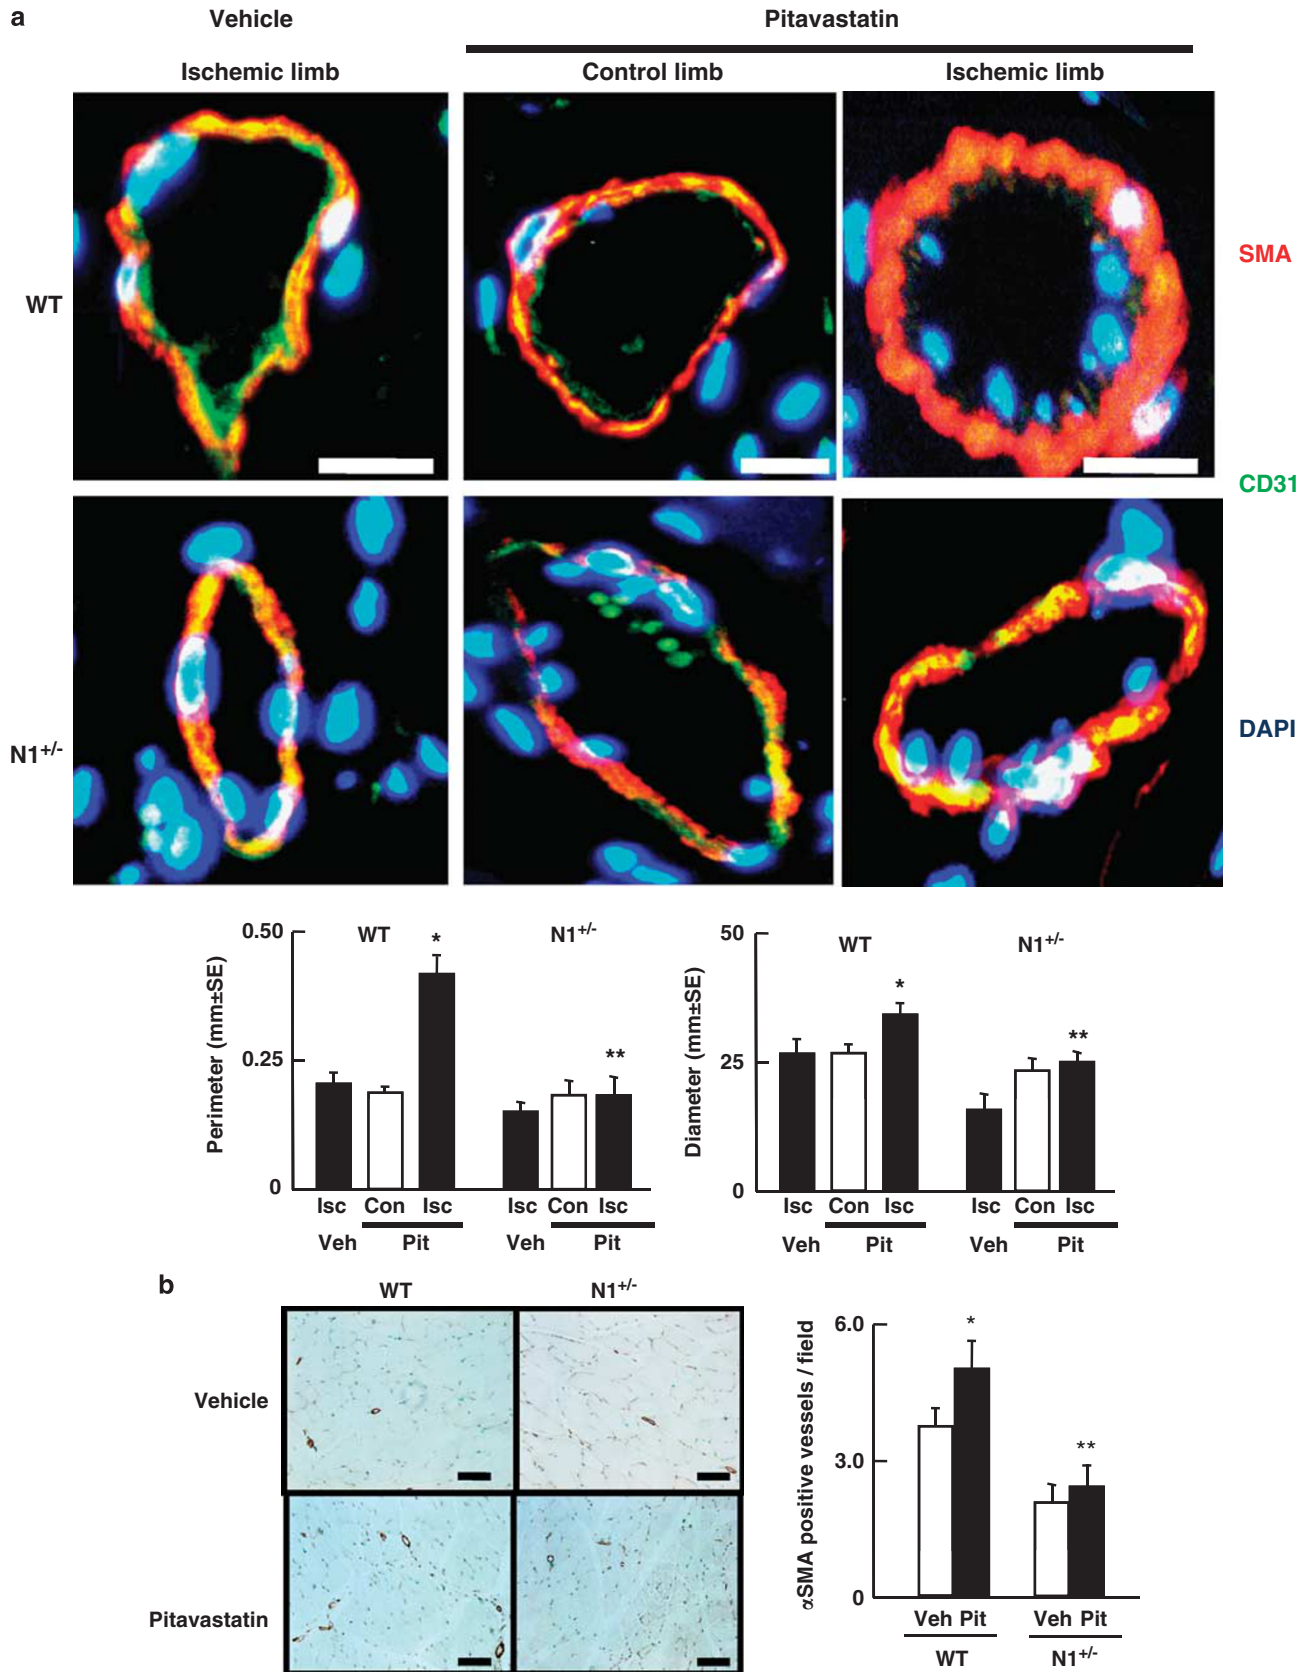 a
Vehicle Pitavastatin
Ischemic limb Control limb Ischemic limb
WT
SMA
CD31
N1+/-
DAPI
Perimeter (mm±SE)
0.50
0.25
0
WT
N1+/-
*
**
Isc Con Isc Isc Con Isc
Veh Pit Veh Pit
Diameter (mm±SE)
50
25
0
WT
N1+/-
*
**
Isc Con Isc Isc Con Isc
Veh Pit Veh Pit
b
WT N1+/-
Vehicle
Pitavastatin
αSMA positive vessels / field
6.0
3.0
0
*
**
Veh Pit Veh Pit
WT N1+/-